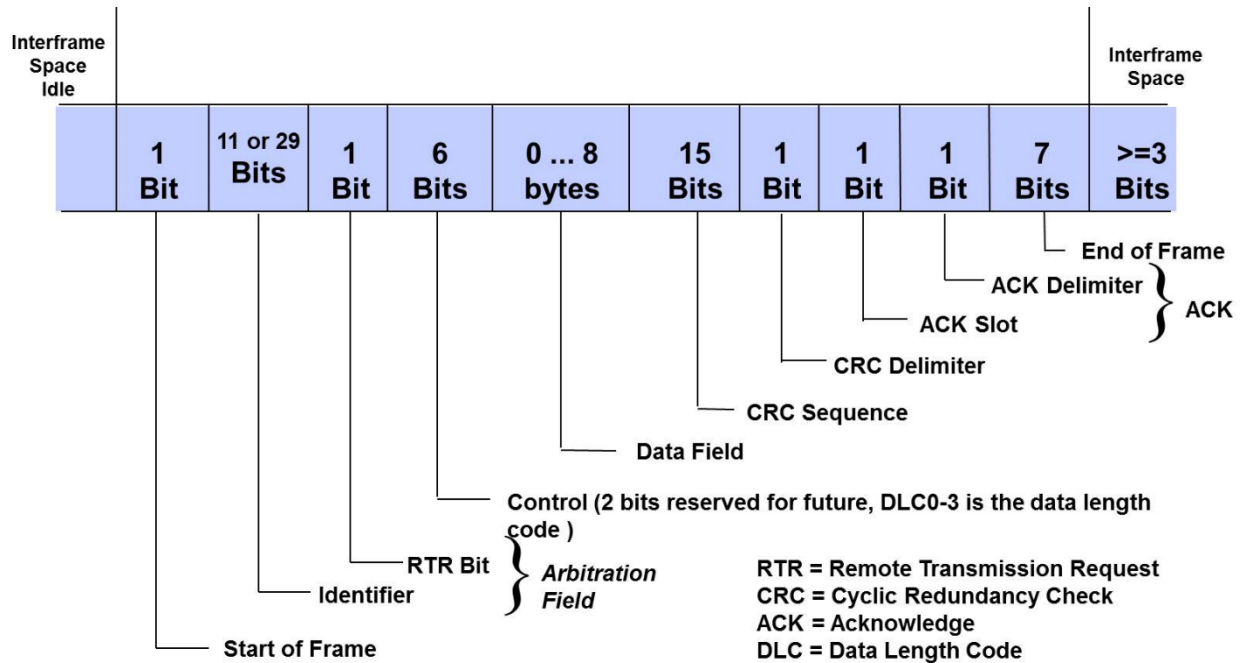 Interframe
Space
Idle
Interframe
Space
1
Bit
11 or 29
Bits
1
Bit
6
Bits
0 ... 8
bytes
15
Bits
1
Bit
1
Bit
1
Bit
7
Bits
>=3
Bits
End of Frame
ACK Delimiter
ACK
ACK Slot
CRC Delimiter
CRC Sequence
Data Field
Control (2 bits reserved for future, DLC0-3 is the data length
code )
RTR Bit
Arbitration
Field
Identifier
Start of Frame
RTR = Remote Transmission Request
CRC = Cyclic Redundancy Check
ACK = Acknowledge
DLC = Data Length Code